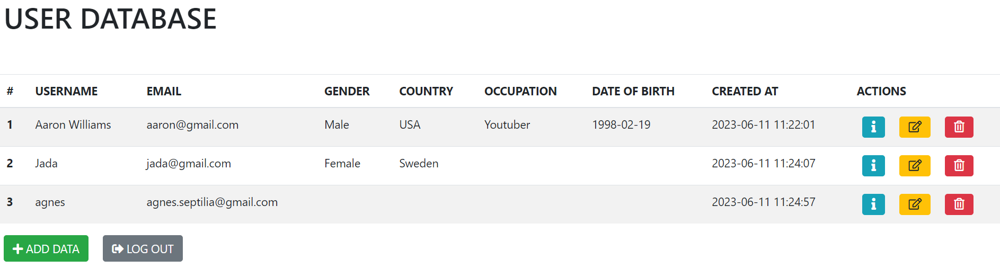 USER DATABASE
# USERNAME EMAIL GENDER COUNTRY OCCUPATION DATE OF BIRTH CREATED AT ACTIONS
1 Aaron Williams aaron@gmail.com Male USA Youtuber 1998-02-19 2023-06-11 11:22:01
2 Jada jada@gmail.com Female Sweden 2023-06-11 11:24:07
3 agnes agnes.septilia@gmail.com 2023-06-11 11:24:57
ADD DATA LOG OUT